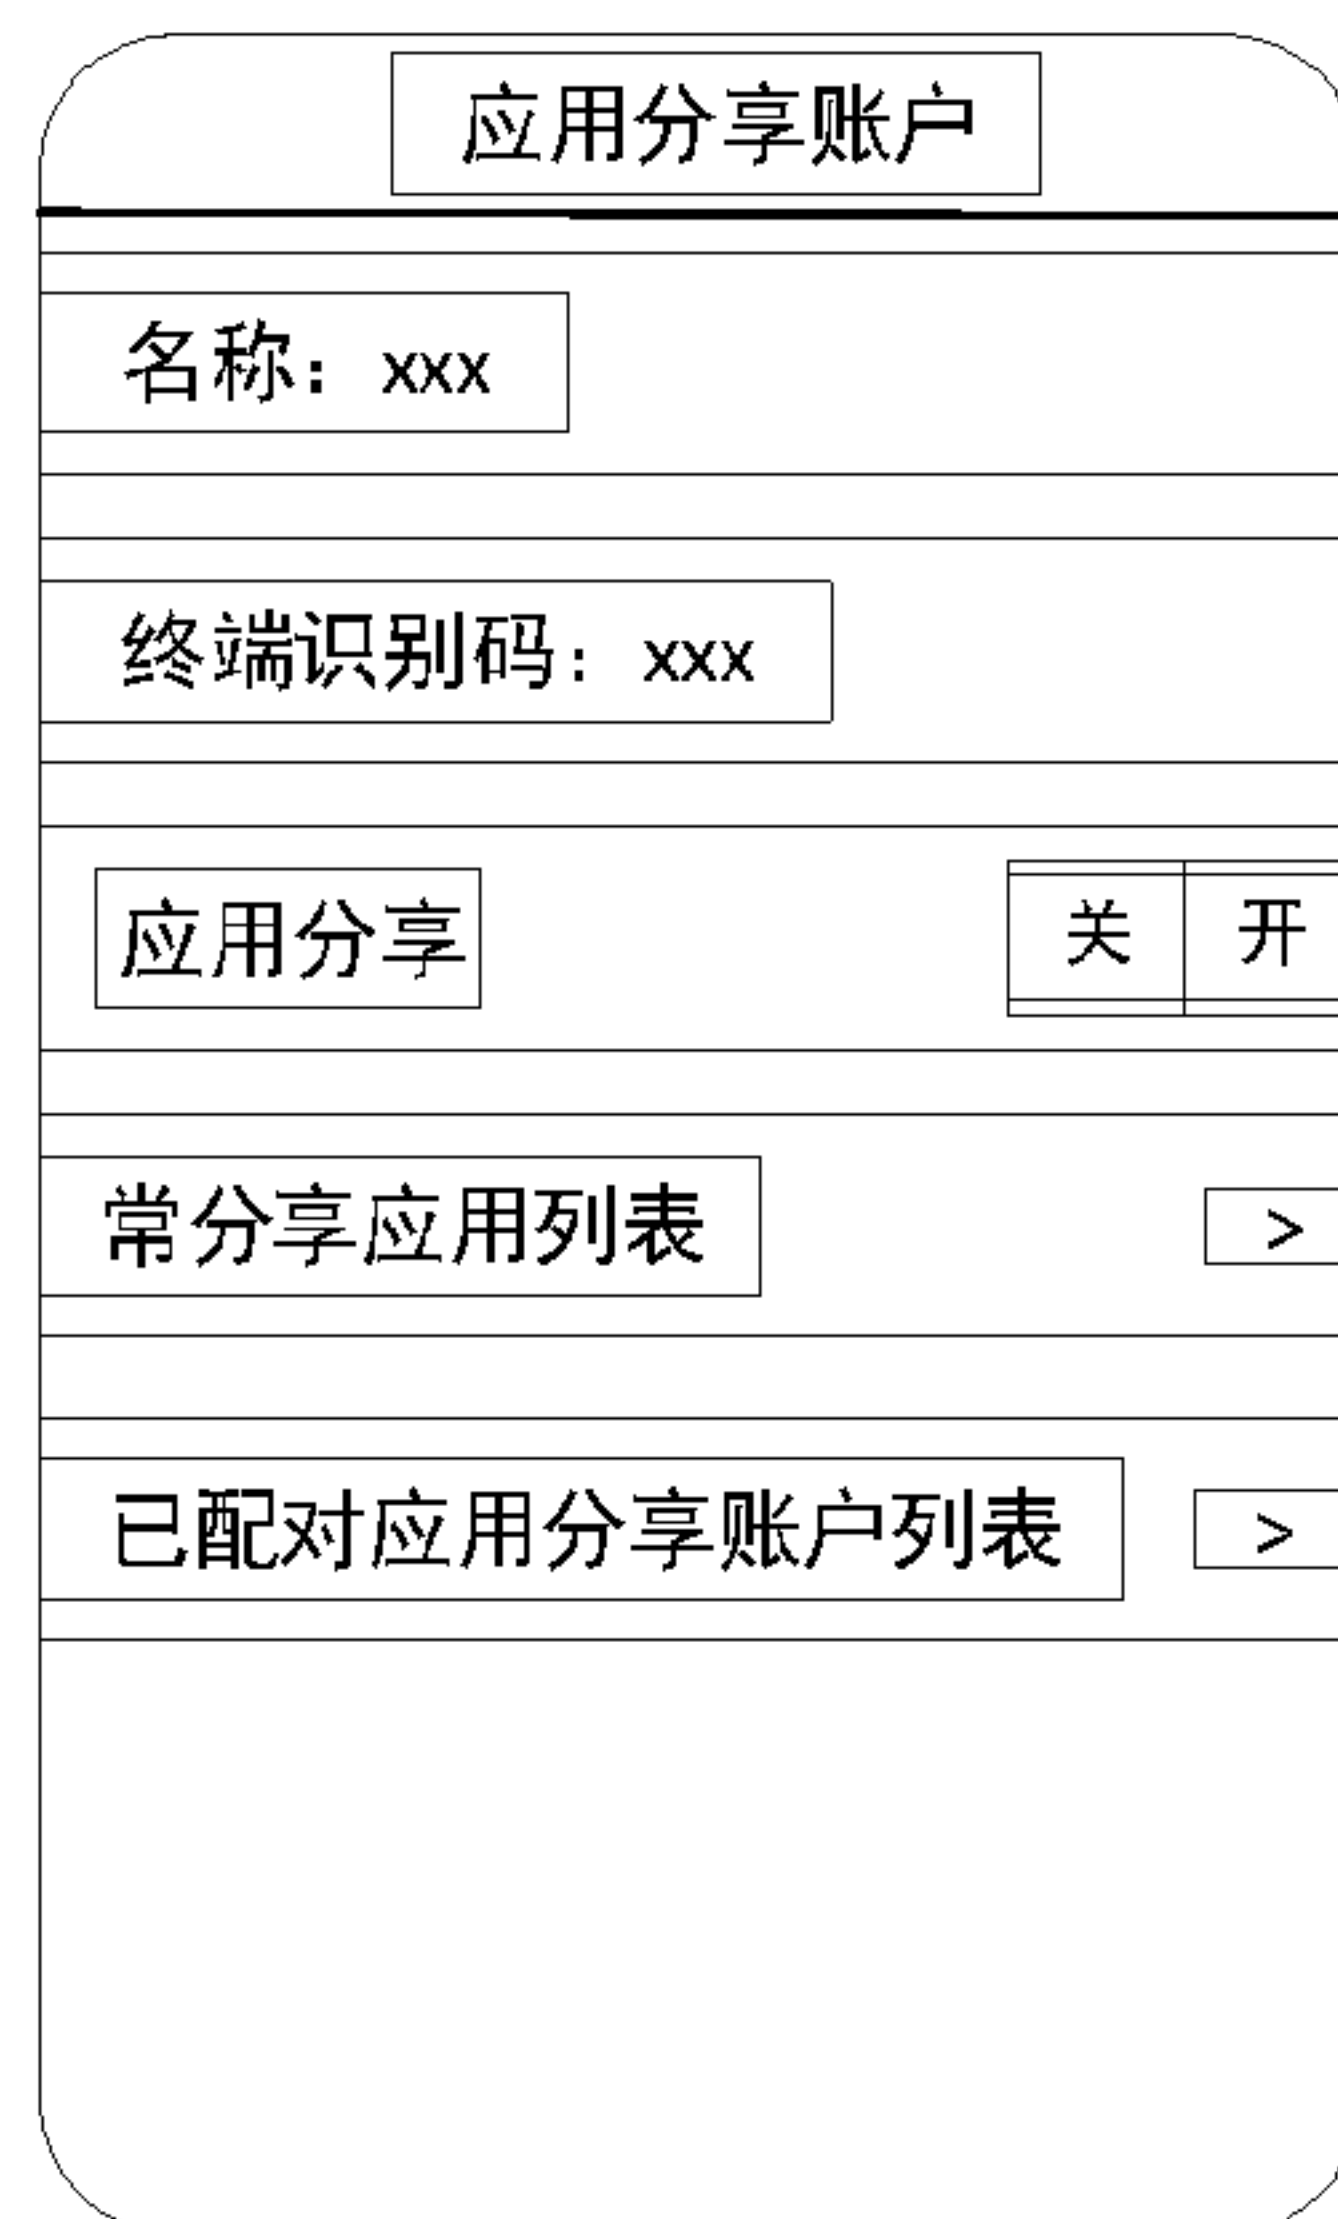 应用分享账户
名称：xxx
终端识别码：xxx
应用分享 关 开
常分享应用列表 >
已配对应用分享账户列表 >